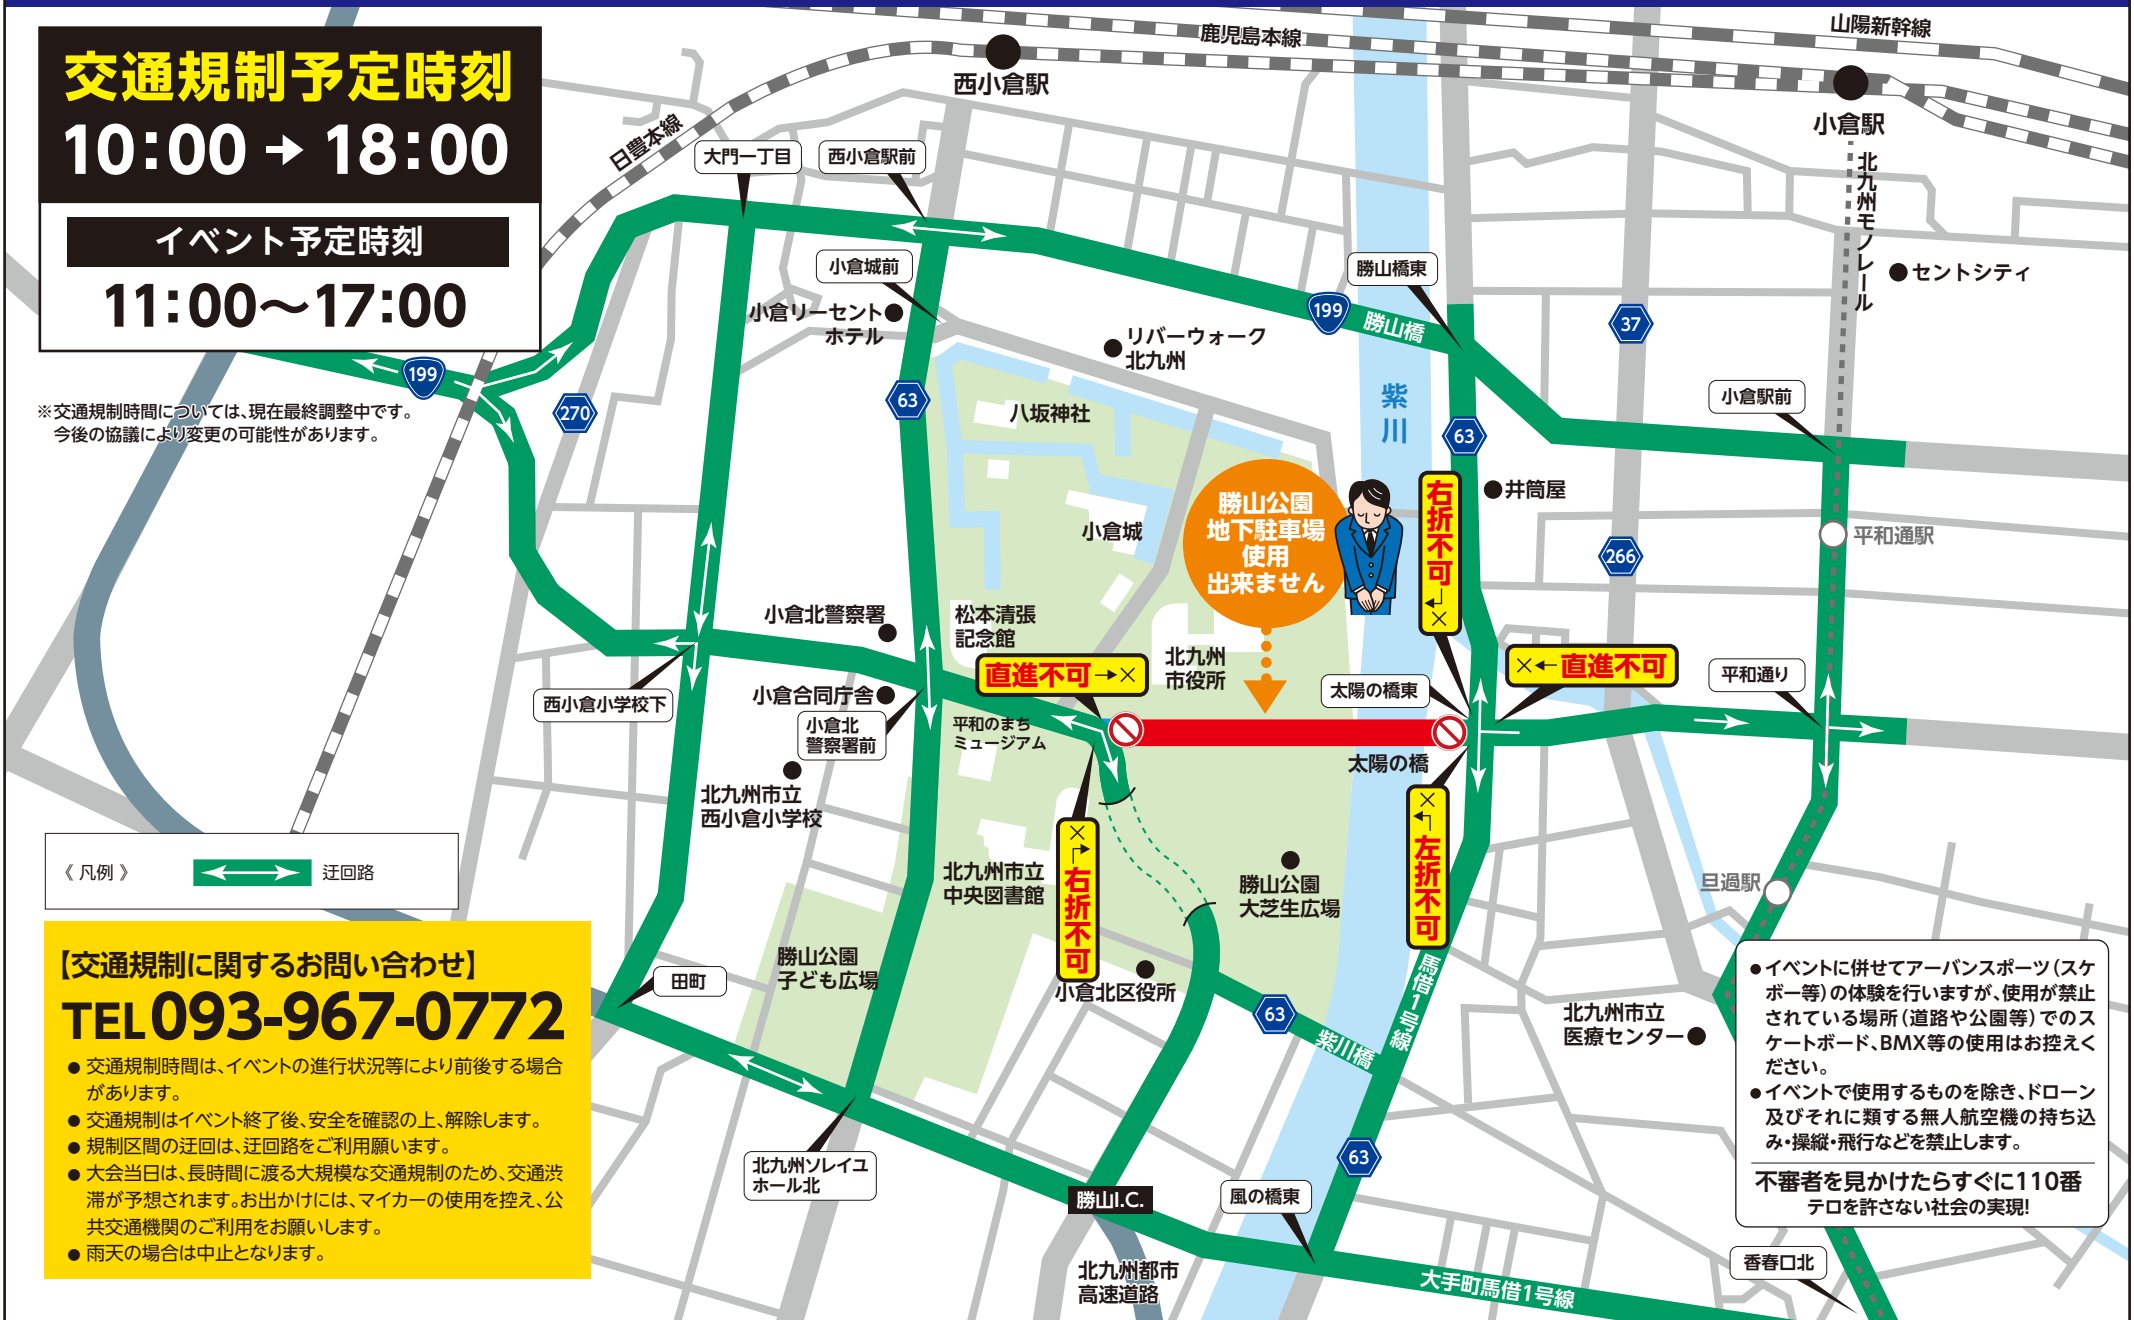 交通規制予定時刻
10:00→18:00
イベント予定時刻
11:00～17:00
※交通規制時間については、現在最終調整中です。
今後の協議により変更の可能性があります。
鹿児島本線
山陽新幹線
西小倉駅
小倉駅
日豊本線
大門一丁目
西小倉駅前
北九州モノレール
小倉城前
勝山橋東
セントシティ
小倉リーセント
ホテル
199
勝山橋
37
リバーウォーク
北九州
199
270
63
紫川
小倉駅前
八坂神社
63
勝山公園
地下駐車場
使用
出来ません
右折不可
×
井筒屋
小倉城
平和通駅
266
小倉北警察署
松本清張
記念館
直進不可→×
北九州
市役所
×←直進不可
太陽の橋東
平和通り
西小倉小学校下
小倉合同庁舎
小倉北
警察署前
平和のまち
ミュージアム
太陽の橋
北九州市立
西小倉小学校
×
右折不可
×
左折不可
《 凡例 》
迂回路
北九州市立
中央図書館
勝山公園
大芝生広場
旦過駅
【交通規制に関するお問い合わせ】
TEL093-967-0772
● 交通規制時間は、イベントの進行状況等により前後する場合
があります。
● 交通規制はイベント終了後、安全を確認の上、解除します。
● 規制区間の迂回は、迂回路をご利用願います。
● 大会当日は、長時間に渡る大規模な交通規制のため、交通渋
滞が予想されます。お出かけには、マイカーの使用を控え、公
共交通機関のご利用をお願いします。
● 雨天の場合は中止となります。
田町
勝山公園
子ども広場
小倉北区役所
63
紫川橋
馬借1号線
北九州市立
医療センター
● イベントに併せてアーバンスポーツ（スケ
ボー等）の体験を行いますが、使用が禁止
されている場所（道路や公園等）でのス
ケートボード、BMX等の使用はお控えく
ださい。
● イベントで使用するものを除き、ドローン
及びそれに類する無人航空機の持ち込
み・操縦・飛行などを禁止します。
不審者を見かけたらすぐに110番
テロを許さない社会の実現!
北九州ソレイユ
ホール北
63
勝山I.C.
風の橋東
北九州都市
高速道路
大手町馬借1号線
香春口北